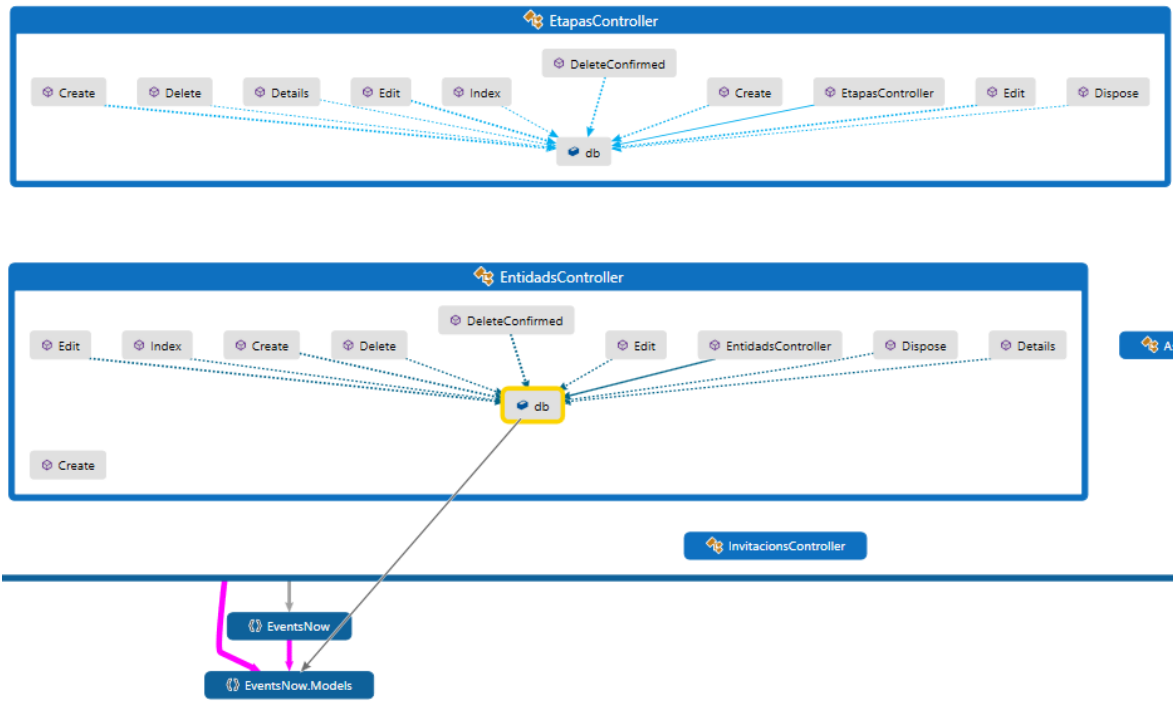 EtapasController
DeleteConfirmed
Create Delete Details Edit Index Create EtapasController Edit Dispose
db
EntidadsController
DeleteConfirmed
Edit Index Create Delete Edit EntidadsController Dispose Details
db
Create
InvitacionsController
EventsNow
EventsNow.Models